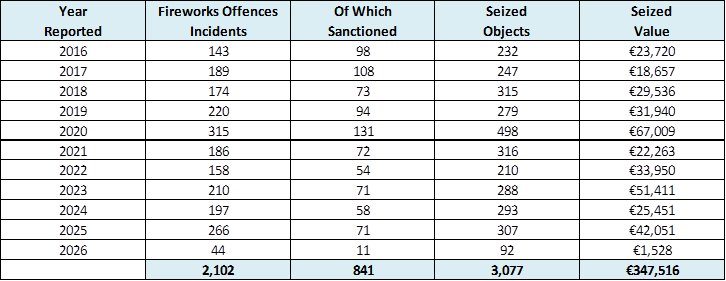 Year Reported | Fireworks Offences Incidents | Of Which Sanctioned | Seized Objects | Seized Value
2016 143 98 232 €23,720
2017 189 108 247 €18,657
2018 174 73 315 €29,536
2019 220 94 279 €31,940
2020 315 131 498 €67,009
2021 186 72 316 €22,263
2022 158 54 210 €33,950
2023 210 71 288 €51,411
2024 197 58 293 €25,451
2025 266 71 307 €42,051
2026 44 11 92 €1,528
2,102 841 3,077 €347,516